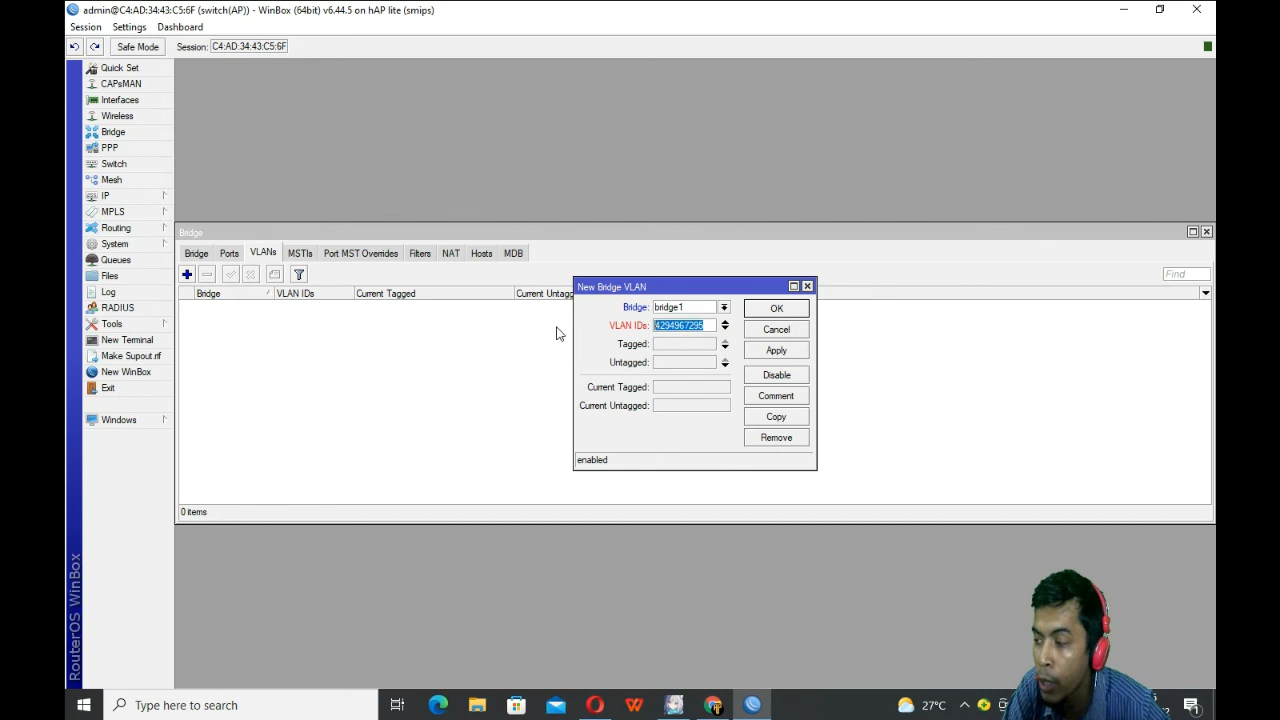 admin@C4:AD:34:43:C5:6F (switch(AP)) - WinBox (64bit) v6.44.5 on hAP lite (smips)
Session Settings Dashboard
Safe Mode Session: C4:AD:34:43:C5:6F
Quick Set
CAPsMAN
Interfaces
Wireless
Bridge
PPP
Switch
Mesh
IP
MPLS
Routing
System
Queues
Files
Log
RADIUS
Tools
New Terminal
Make Supout.rif
New WinBox
Exit
Windows
RouterOS WinBox
Bridge
Bridge Ports VLANs MSTIs Port MST Overrides Filters NAT Hosts MDB
Find
Bridge VLAN IDs Current Tagged Current Untagg
0 items
New Bridge VLAN
Bridge: bridge1
VLAN IDs: 4294967295
Tagged:
Untagged:
Current Tagged:
Current Untagged:
OK
Cancel
Apply
Disable
Comment
Copy
Remove
enabled
Type here to search
27°C
1